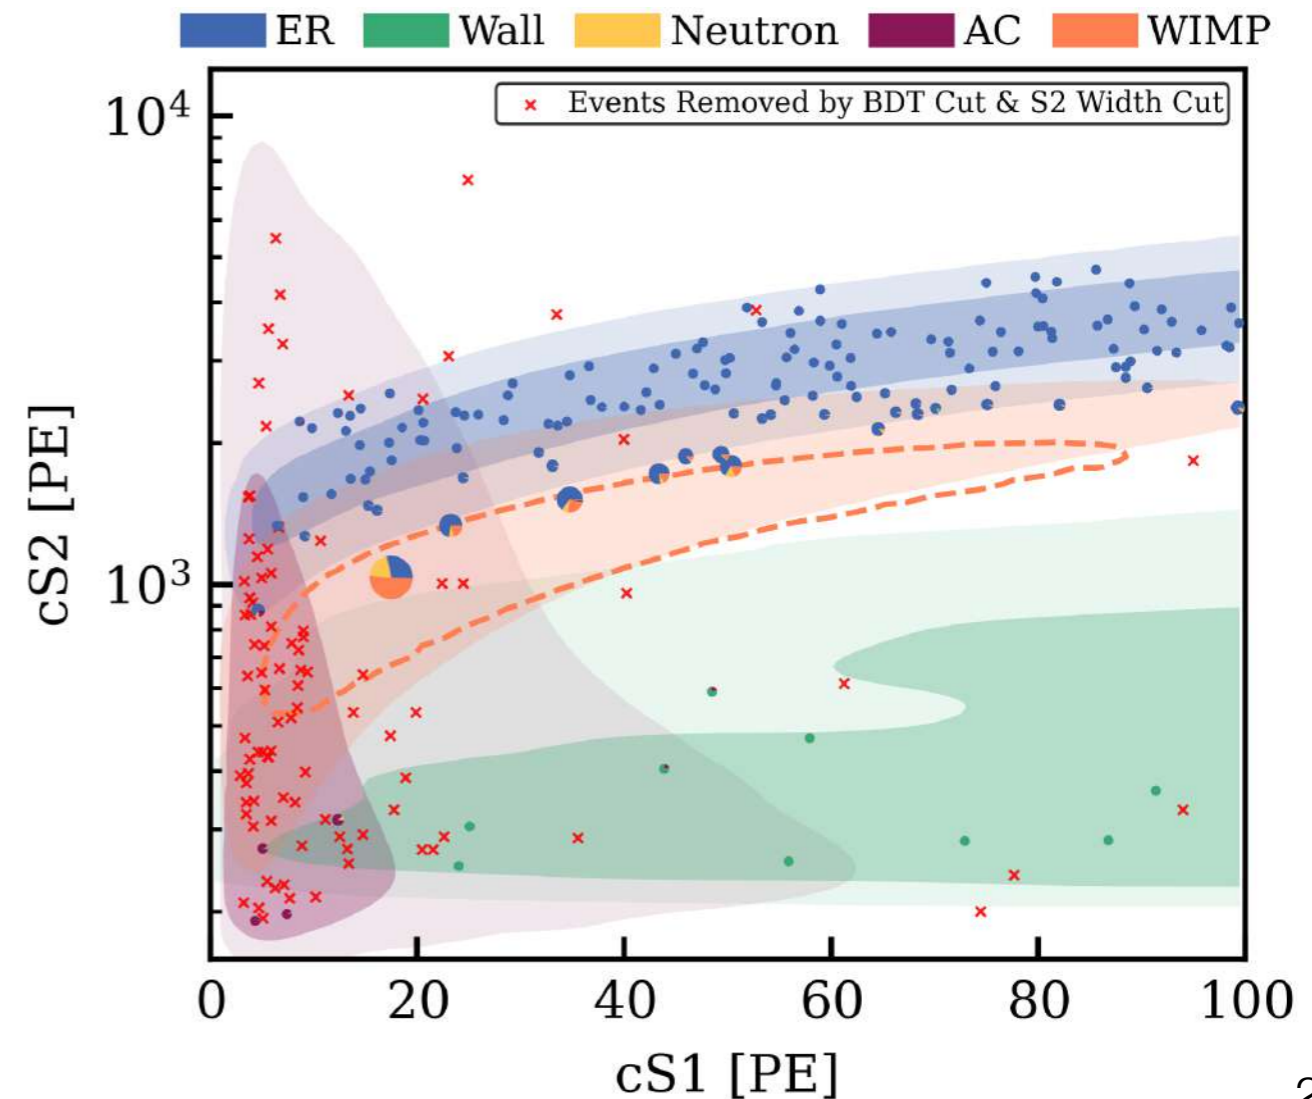 ER Wall Neutron AC WIMP
Events Removed by BDT Cut & S2 Width Cut
10⁴
10³
cS2 [PE]
0 20 40 60 80 100
cS1 [PE]